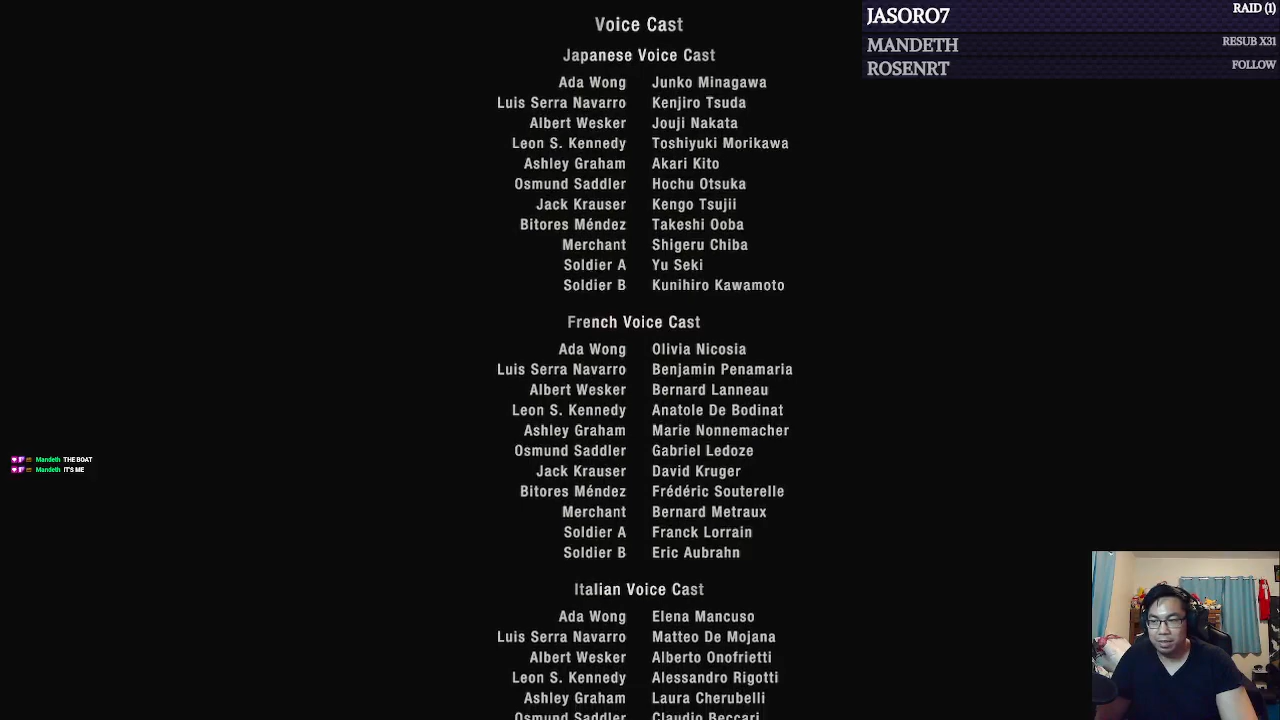 Voice Cast
Japanese Voice Cast
Ada Wong Junko Minagawa
Luis Serra Navarro Kenjiro Tsuda
Albert Wesker Jouji Nakata
Leon S. Kennedy Toshiyuki Morikawa
Ashley Graham Akari Kito
Osmund Saddler Hochu Otsuka
Jack Krauser Kengo Tsujii
Bitores Méndez Takeshi Ooba
Merchant Shigeru Chiba
Soldier A Yu Seki
Soldier B Kunihiro Kawamoto
French Voice Cast
Ada Wong Olivia Nicosia
Luis Serra Navarro Benjamin Penamaria
Albert Wesker Bernard Lanneau
Leon S. Kennedy Anatole De Bodinat
Ashley Graham Marie Nonnemacher
Osmund Saddler Gabriel Ledoze
Jack Krauser David Kruger
Bitores Méndez Frédéric Souterelle
Merchant Bernard Metraux
Soldier A Franck Lorrain
Soldier B Eric Aubrahn
Italian Voice Cast
Ada Wong Elena Mancuso
Luis Serra Navarro Matteo De Mojana
Albert Wesker Alberto Onofrietti
Leon S. Kennedy Alessandro Rigotti
Ashley Graham Laura Cherubelli
Osmund Saddler Claudio Beccari
JASORO7 RAID (1)
MANDETH RESUB X31
ROSENRT FOLLOW
Mandeth THE BOAT
Mandeth IT'S ME